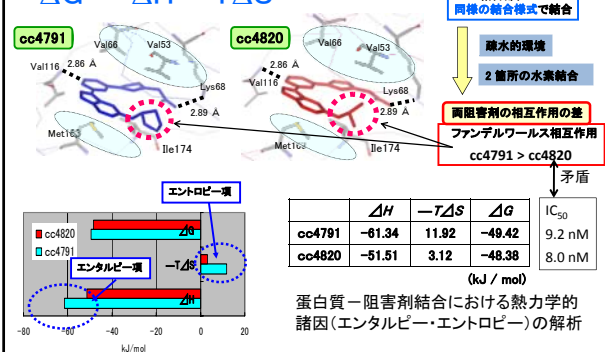 ΔG = ΔH − TΔS
同様の結合様式で結合
cc4791
cc4820
Val66
Val53
Val66
Val53
Val116
2.86 Å
Val116
2.86 Å
Lys68
Lys68
2.89 Å
2.89 Å
Ile174
Ile174
疎水的環境
2箇所の水素結合
両阻害剤の相互作用の差
ファンデルワールス相互作用
cc4791 > cc4820
矛盾
エントロピー項
cc4820
cc4791
エンタルピー項
ΔG
—TΔS
ΔH
-80
-60
-40
-20
0
20
kJ/mol
ΔH —TΔS ΔG
cc4791 -61.34 11.92 -49.42
cc4820 -51.51 3.12 -48.38
(kJ / mol)
IC50
9.2 nM
8.0 nM
蛋白質－阻害剤結合における熱力学的
諸因(エンタルピー・エントロピー)の解析